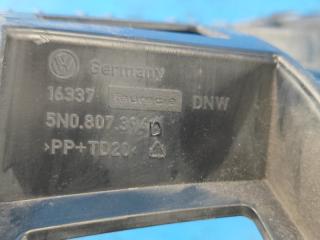 Germany
16337 DNW
5N0.807.394 D
>PP+TD20<